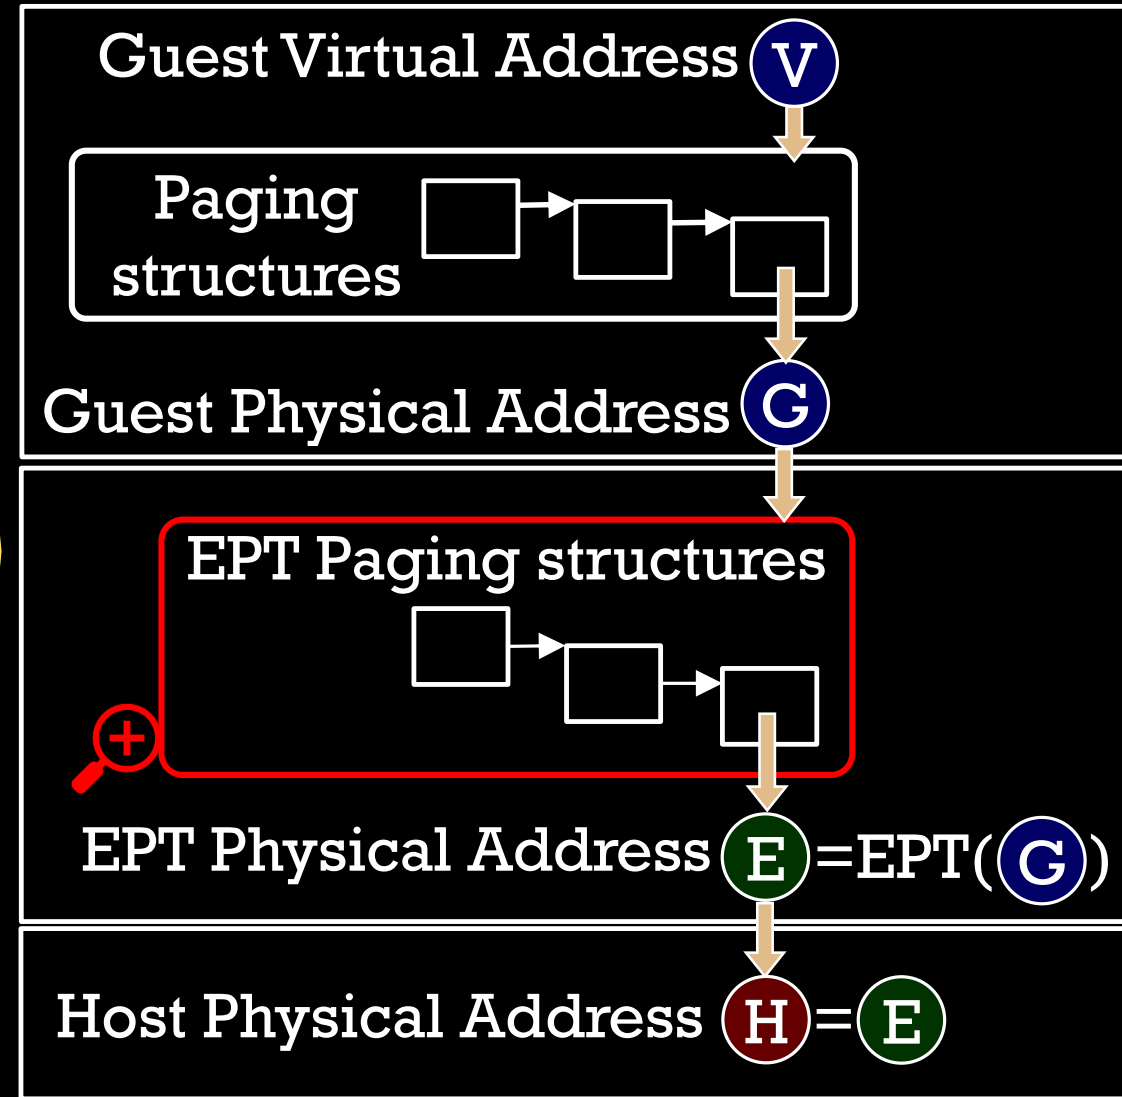 Guest Virtual Address V
Paging
structures
Guest Physical Address G
EPT Paging structures
EPT Physical Address E =EPT( G )
Host Physical Address H = E